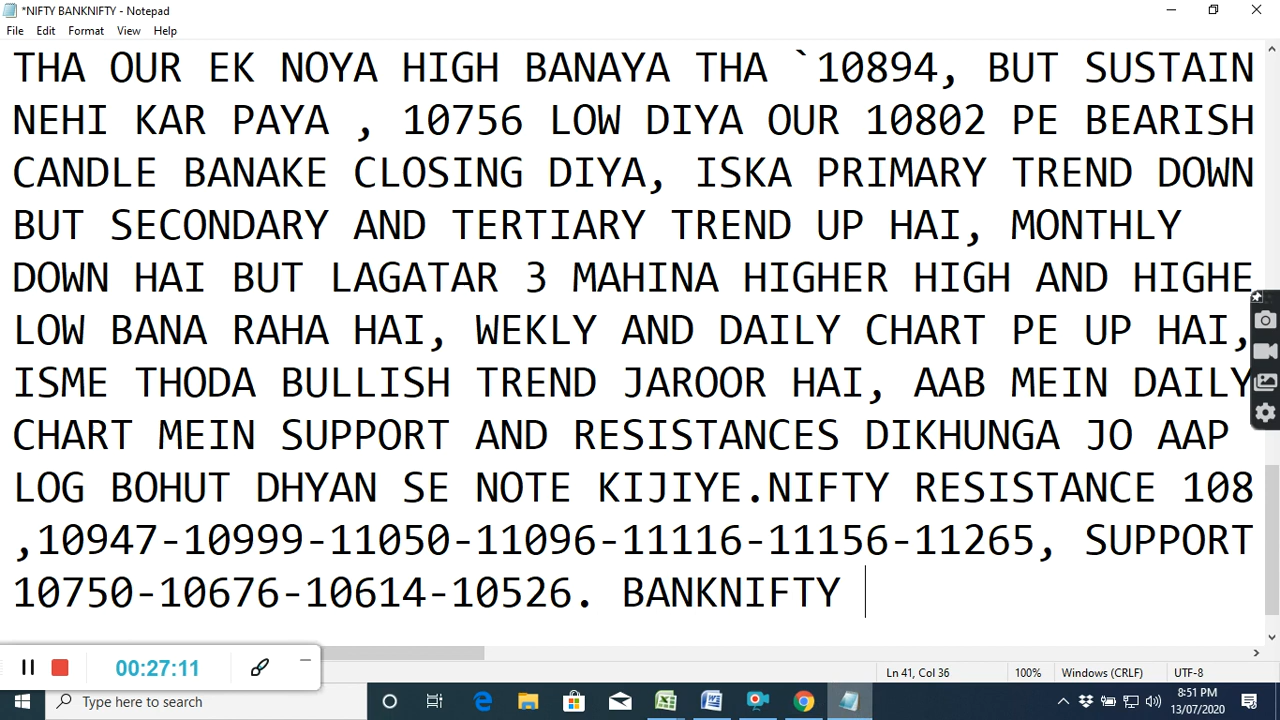 *NIFTY BANKNIFTY - Notepad
File Edit Format View Help
THA OUR EK NOYA HIGH BANAYA THA `10894, BUT SUSTAIN
NEHI KAR PAYA , 10756 LOW DIYA OUR 10802 PE BEARISH
CANDLE BANAKE CLOSING DIYA, ISKA PRIMARY TREND DOWN
BUT SECONDARY AND TERTIARY TREND UP HAI, MONTHLY
DOWN HAI BUT LAGATAR 3 MAHINA HIGHER HIGH AND HIGHE
LOW BANA RAHA HAI, WEKLY AND DAILY CHART PE UP HAI,
ISME THODA BULLISH TREND JAROOR HAI, AAB MEIN DAILY
CHART MEIN SUPPORT AND RESISTANCES DIKHUNGA JO AAP
LOG BOHUT DHYAN SE NOTE KIJIYE.NIFTY RESISTANCE 108
,10947-10999-11050-11096-11116-11156-11265, SUPPORT
10750-10676-10614-10526. BANKNIFTY
00:27:11
Ln 41, Col 36 100% Windows (CRLF) UTF-8
Type here to search
8:51 PM
13/07/2020